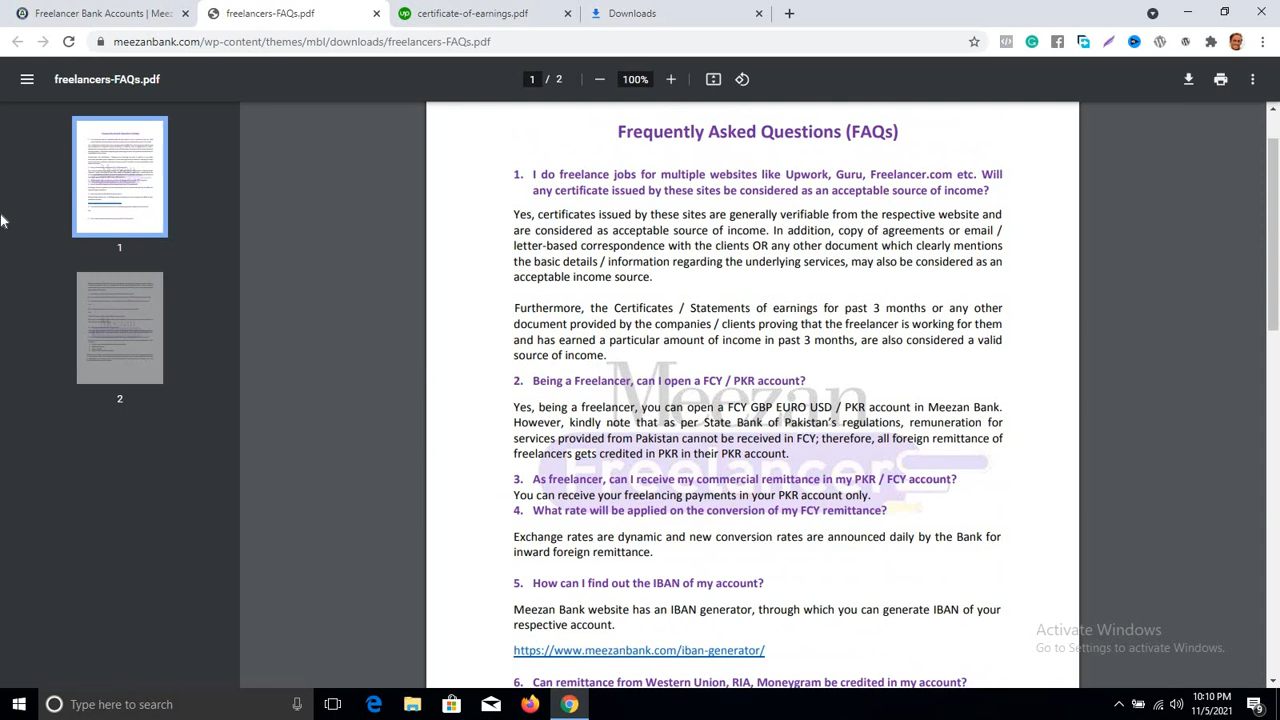 Freelancer Bank Accounts | Meez
freelancers-FAQs.pdf
certificate-of-earnings.pdf
Downloads
meezanbank.com/wp-content/themes/mbl/downloads/freelancers-FAQs.pdf
freelancers-FAQs.pdf
1 / 2
100%
1
2
Frequently Asked Questions (FAQs)
1. I do freelance jobs for multiple websites like Upwork, Guru, Freelancer.com etc. Will
any certificate issued by these sites be considered as an acceptable source of income?
Yes, certificates issued by these sites are generally verifiable from the respective website and
are considered as acceptable source of income. In addition, copy of agreements or email /
letter-based correspondence with the clients OR any other document which clearly mentions
the basic details / information regarding the underlying services, may also be considered as an
acceptable income source.
Furthermore, the Certificates / Statements of earnings for past 3 months or any other
document provided by the companies / clients proving that the freelancer is working for them
and has earned a particular amount of income in past 3 months, are also considered a valid
source of income.
2. Being a Freelancer, can I open a FCY / PKR account?
Yes, being a freelancer, you can open a FCY GBP EURO USD / PKR account in Meezan Bank.
However, kindly note that as per State Bank of Pakistan's regulations, remuneration for
services provided from Pakistan cannot be received in FCY; therefore, all foreign remittance of
freelancers gets credited in PKR in their PKR account.
3. As freelancer, can I receive my commercial remittance in my PKR / FCY account?
You can receive your freelancing payments in your PKR account only.
4. What rate will be applied on the conversion of my FCY remittance?
Exchange rates are dynamic and new conversion rates are announced daily by the Bank for
inward foreign remittance.
5. How can I find out the IBAN of my account?
Meezan Bank website has an IBAN generator, through which you can generate IBAN of your
respective account.
https://www.meezanbank.com/iban-generator/
6. Can remittance from Western Union, RIA, Moneygram be credited in my account?
Meezan
Freelancer
Activate Windows
Go to Settings to activate Windows.
Type here to search
10:10 PM
11/5/2021